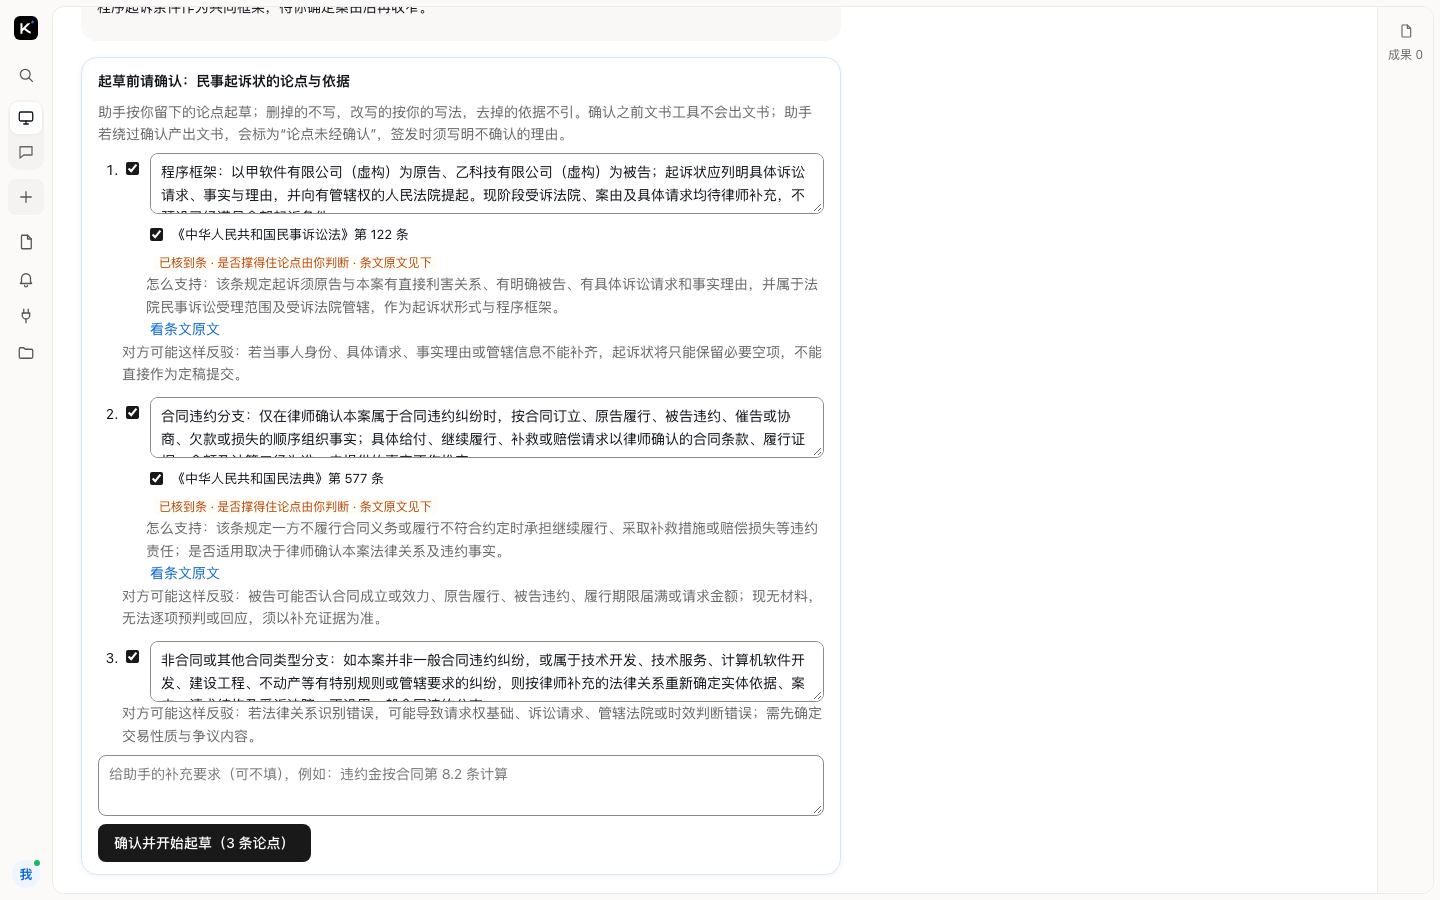 程序起诉条件作为共同框架，待你确定案由后再收窄。
成果 0
起草前请确认：民事起诉状的论点与依据
助手按你留下的论点起草；删掉的不写，改写的按你的写法，去掉的依据不引。确认之前文书工具不会出文书；助手
若绕过确认产出文书，会标为“论点未经确认”，签发时须写明不确认的理由。
1.
程序框架：以甲软件有限公司（虚构）为原告、乙科技有限公司（虚构）为被告；起诉状应列明具体诉讼
请求、事实与理由，并向有管辖权的人民法院提起。现阶段受诉法院、案由及具体请求均待律师补充，不
《中华人民共和国民事诉讼法》第 122 条
已核到条 · 是否撑得住论点由你判断 · 条文原文见下
怎么支持：该条规定起诉须原告与本案有直接利害关系、有明确被告、有具体诉讼请求和事实理由，并属于法
院民事诉讼受理范围及受诉法院管辖，作为起诉状形式与程序框架。
看条文原文
对方可能这样反驳：若当事人身份、具体请求、事实理由或管辖信息不能补齐，起诉状将只能保留必要空项，不能
直接作为定稿提交。
2.
合同违约分支：仅在律师确认本案属于合同违约纠纷时，按合同订立、原告履行、被告违约、催告或协
商、欠款或损失的顺序组织事实；具体给付、继续履行、补救或赔偿请求以律师确认的合同条款、履行证
《中华人民共和国民法典》第 577 条
已核到条 · 是否撑得住论点由你判断 · 条文原文见下
怎么支持：该条规定一方不履行合同义务或履行不符合约定时承担继续履行、采取补救措施或赔偿损失等违约
责任；是否适用取决于律师确认本案法律关系及违约事实。
看条文原文
对方可能这样反驳：被告可能否认合同成立或效力、原告履行、被告违约、履行期限届满或请求金额；现无材料，
无法逐项预判或回应，须以补充证据为准。
3.
非合同或其他合同类型分支：如本案并非一般合同违约纠纷，或属于技术开发、技术服务、计算机软件开
发、建设工程、不动产等有特别规则或管辖要求的纠纷，则按律师补充的法律关系重新确定实体依据、案
对方可能这样反驳：若法律关系识别错误，可能导致请求权基础、诉讼请求、管辖法院或时效判断错误；需先确定
交易性质与争议内容。
给助手的补充要求（可不填），例如：违约金按合同第 8.2 条计算
确认并开始起草（3 条论点）
我